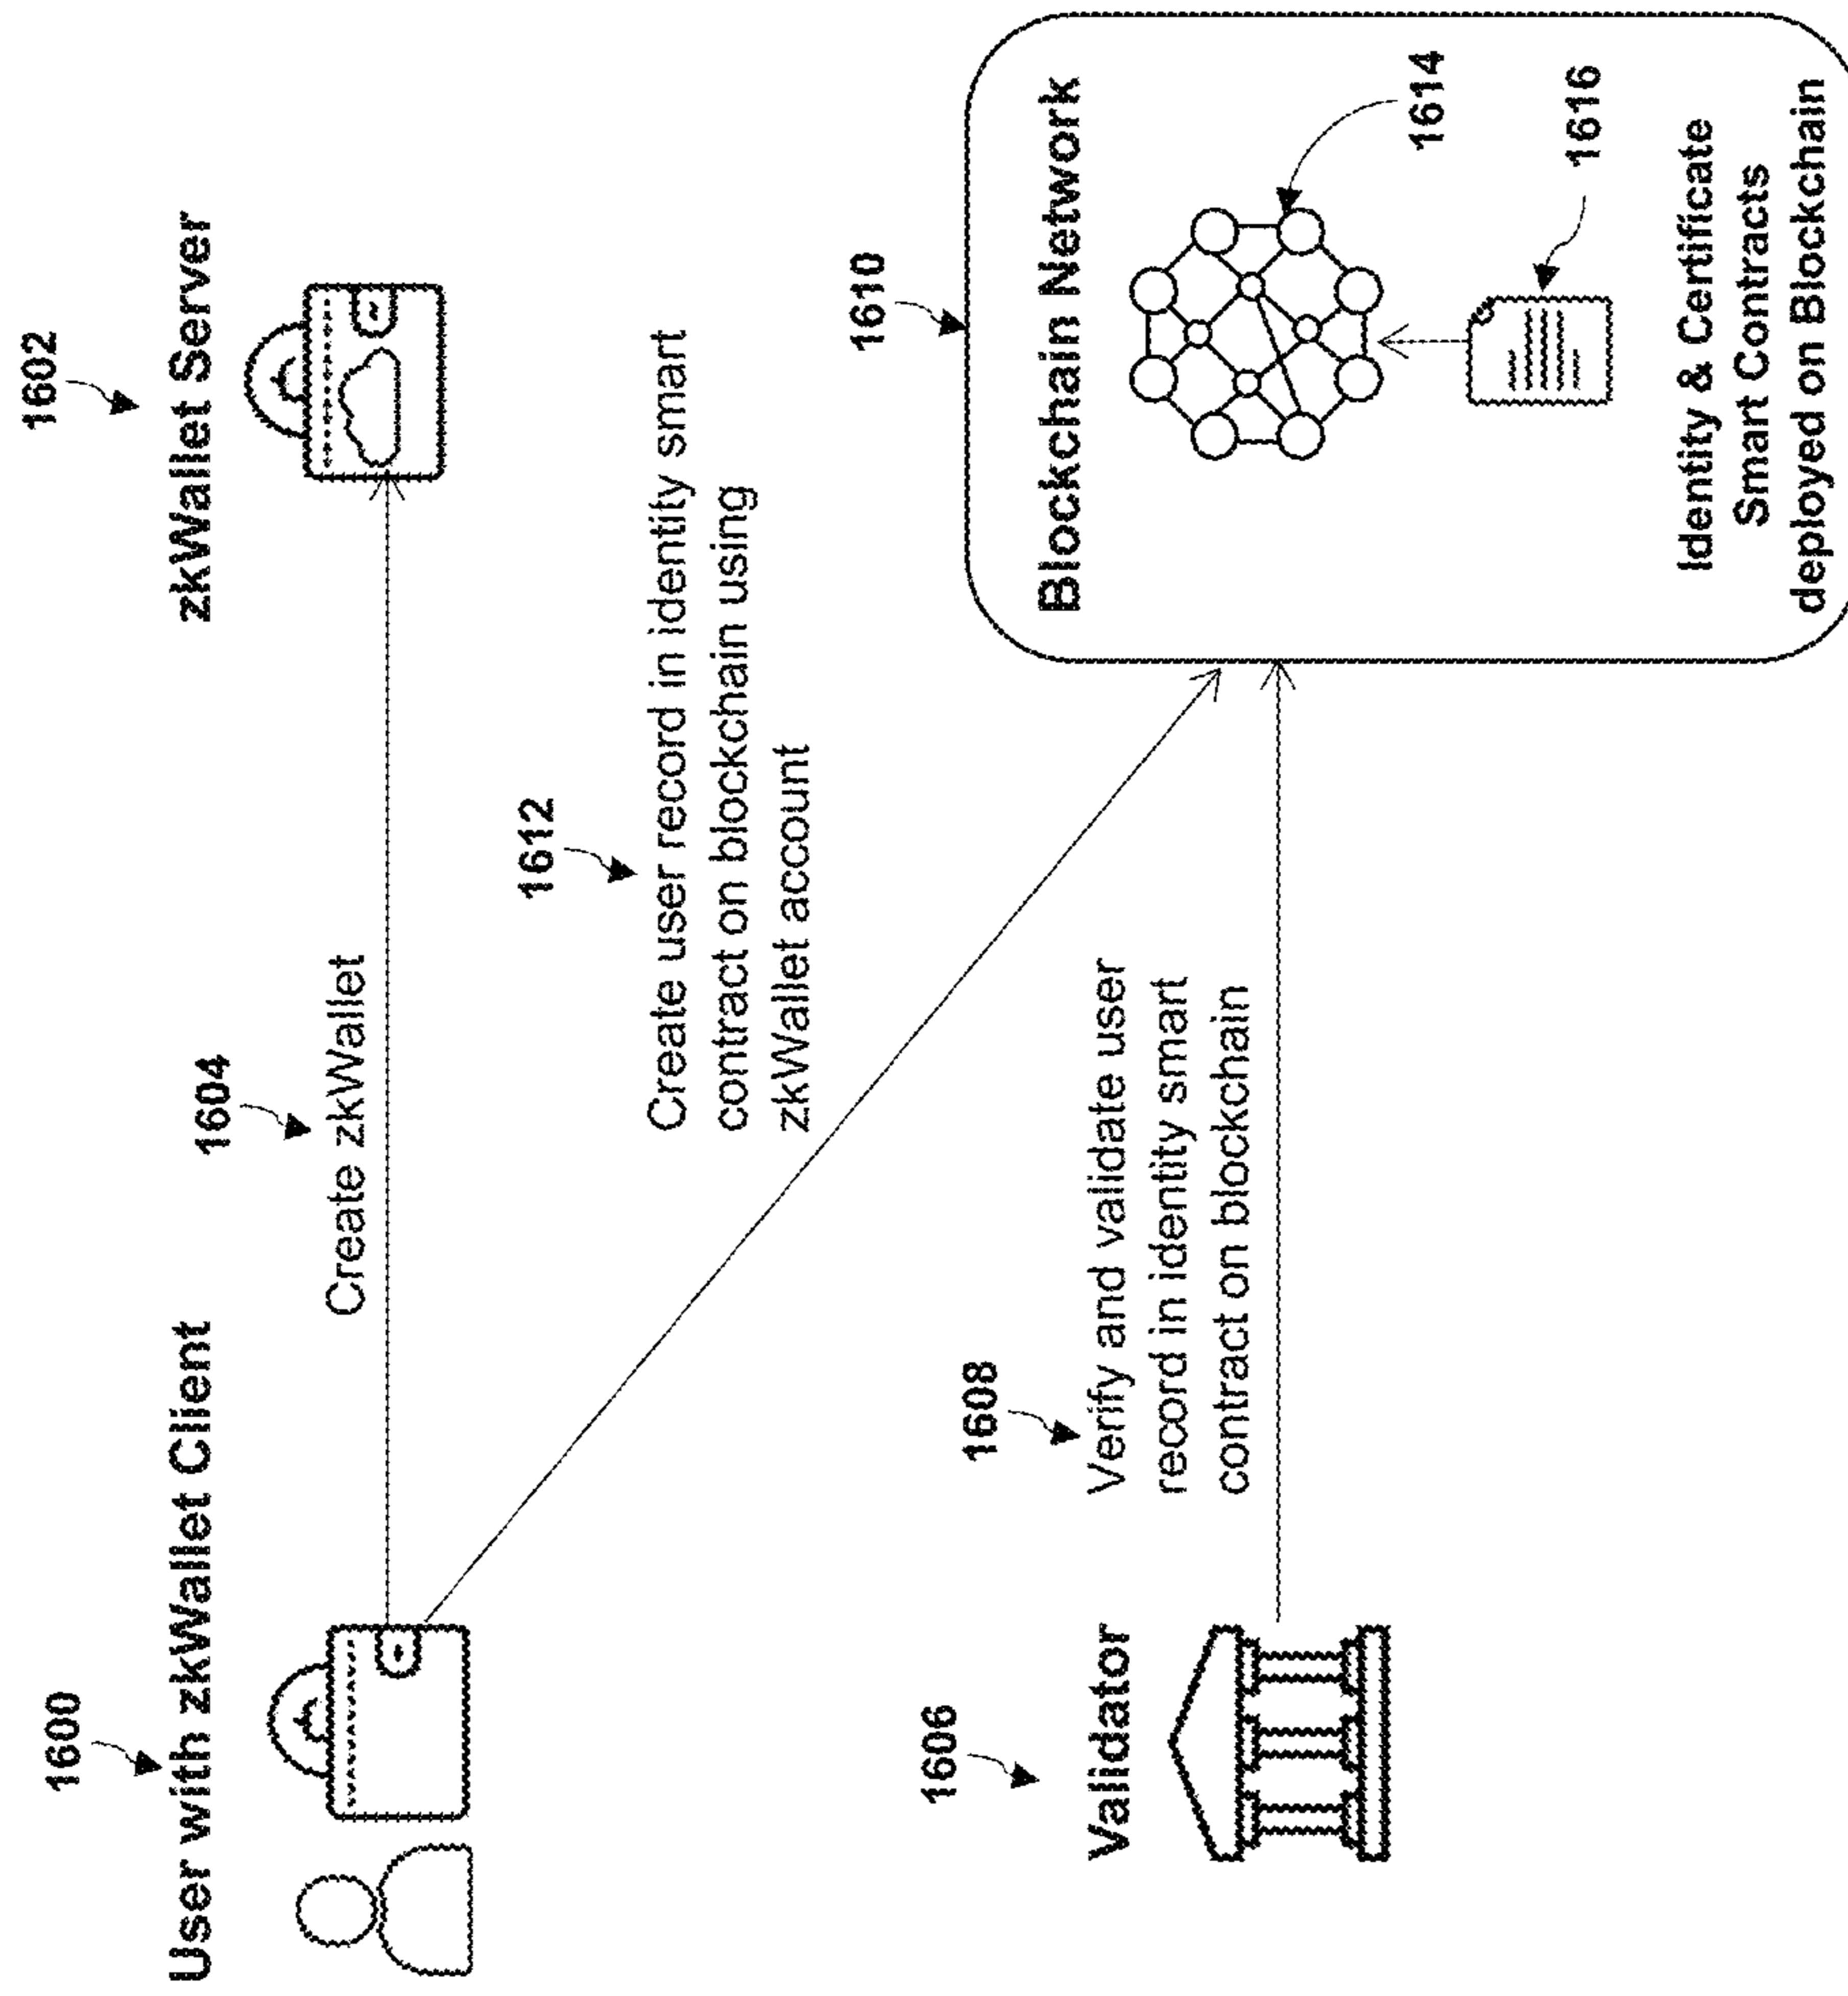 1600
User with zkWallet Client
1604
Create zkWallet
1602
zkWallet Server
1612
Create user record in identity smart
contract on blockchain using
zkWallet account
1606
Validator
1608
Verify and validate user
record in identity smart
contract on blockchain
1610
Blockchain Network
1614
1616
Identity & Certificate
Smart Contracts
deployed on Blockchain